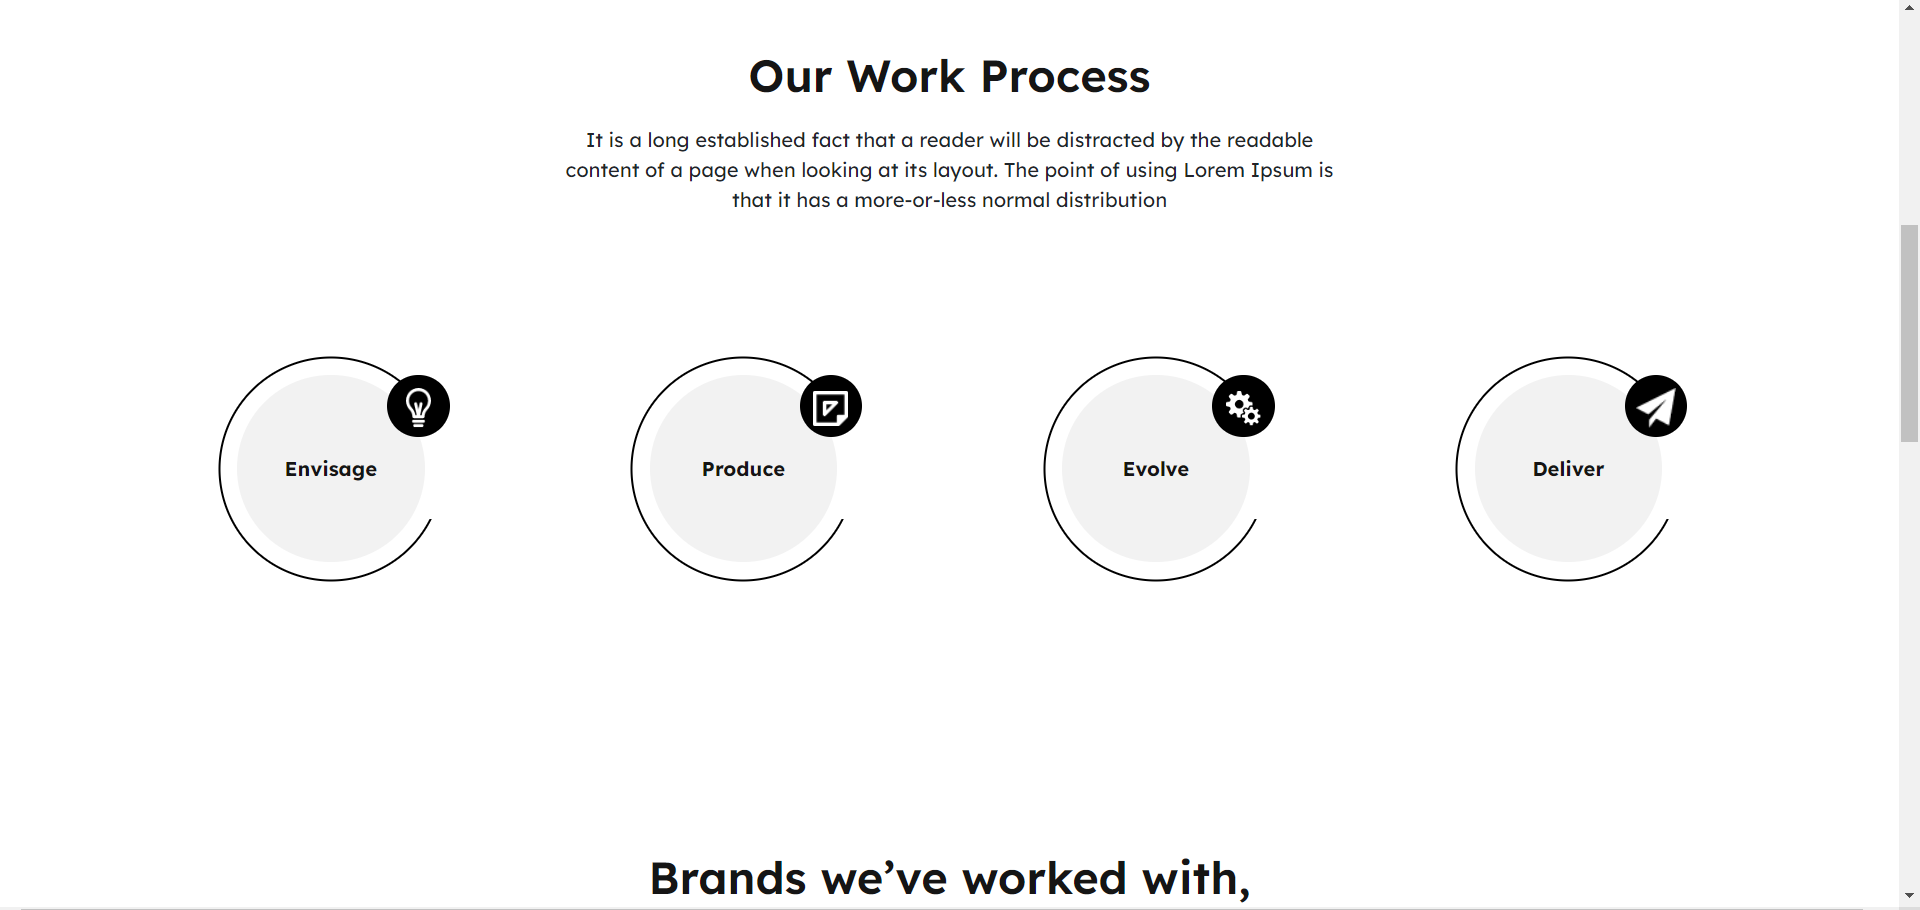 Our Work Process
It is a long established fact that a reader will be distracted by the readable
content of a page when looking at its layout. The point of using Lorem Ipsum is
that it has a more-or-less normal distribution
Envisage
Produce
Evolve
Deliver
Brands we’ve worked with,